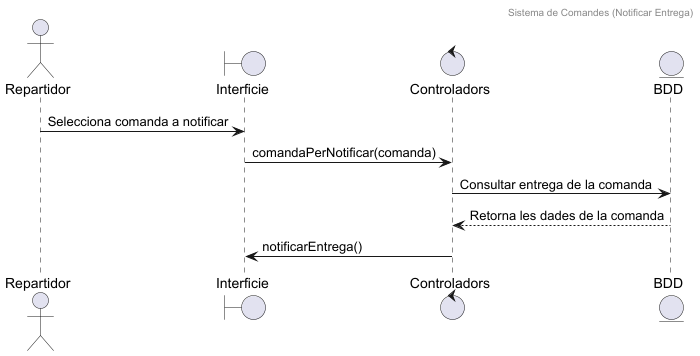 Sistema de Comandes (Notificar Entrega)
Repartidor
Interficie
Controladors
BDD
Selecciona comanda a notificar
comandaPerNotificar(comanda)
Consultar entrega de la comanda
Retorna les dades de la comanda
notificarEntrega()
Repartidor
Interficie
Controladors
BDD